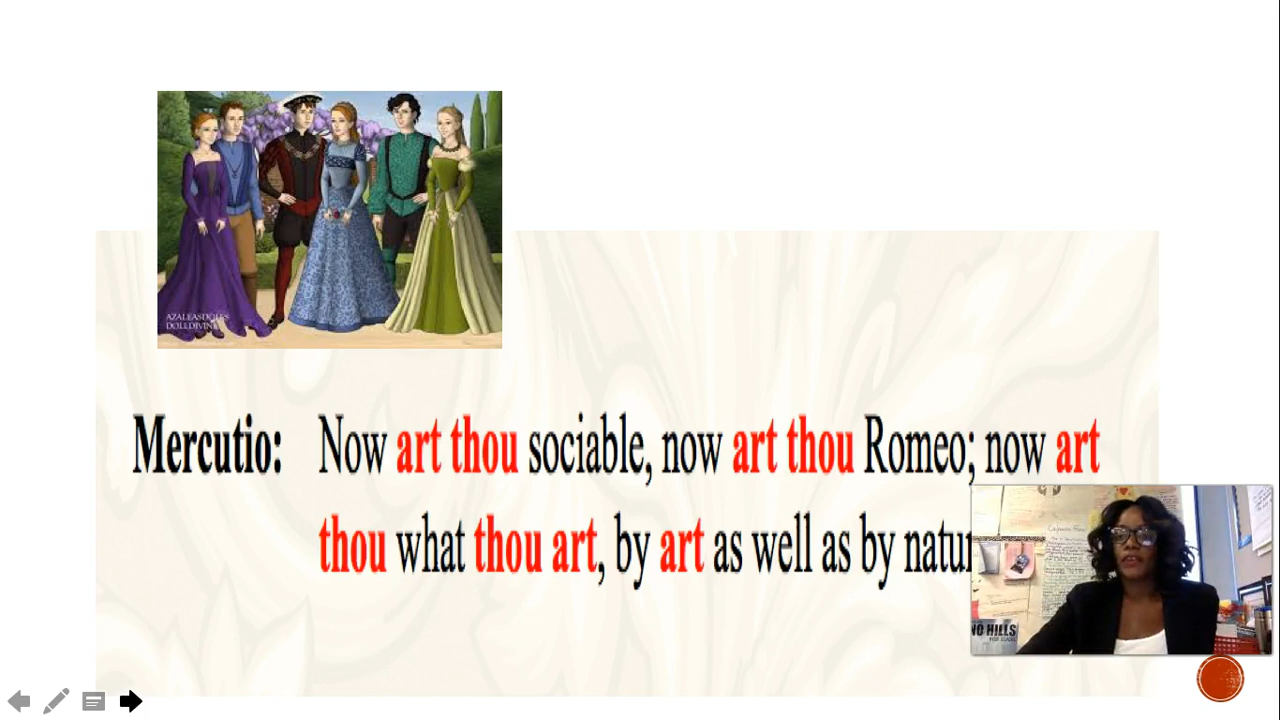 AZALEASDOLLS
DOLLDIVINE
Mercutio: Now art thou sociable, now art thou Romeo; now art
thou what thou art, by art as well as by natur
NO HILLS